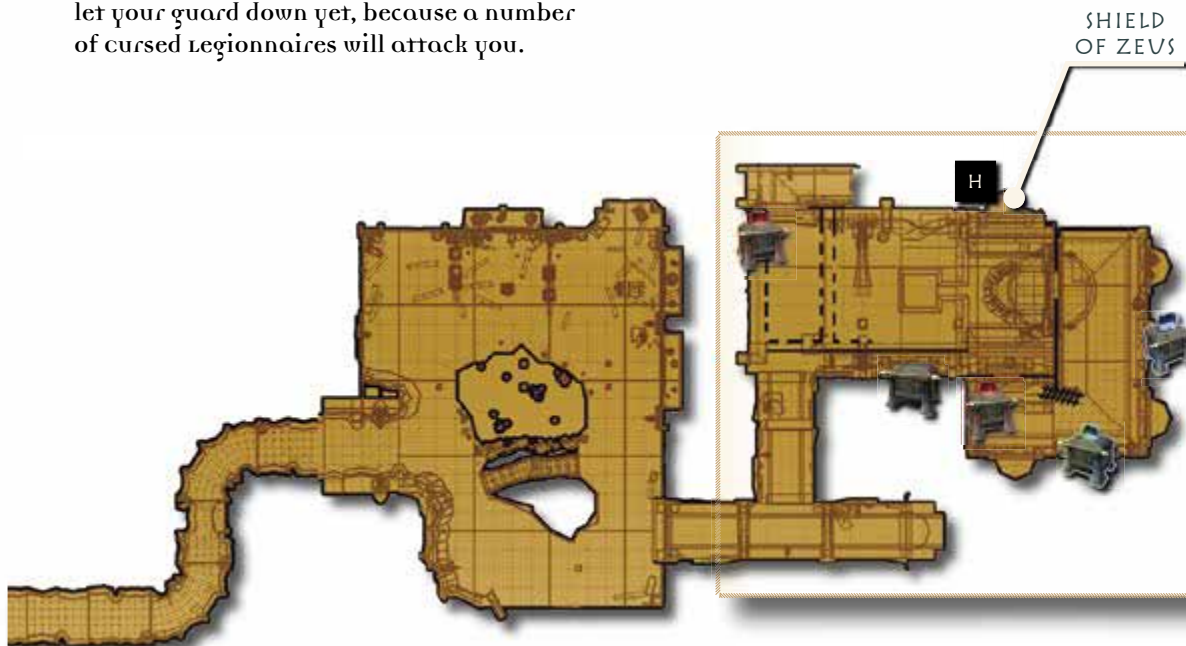 let your guard down yet, because a number
of cursed Legionnaires will attack you.
SHIELD
OF ZEUS
H